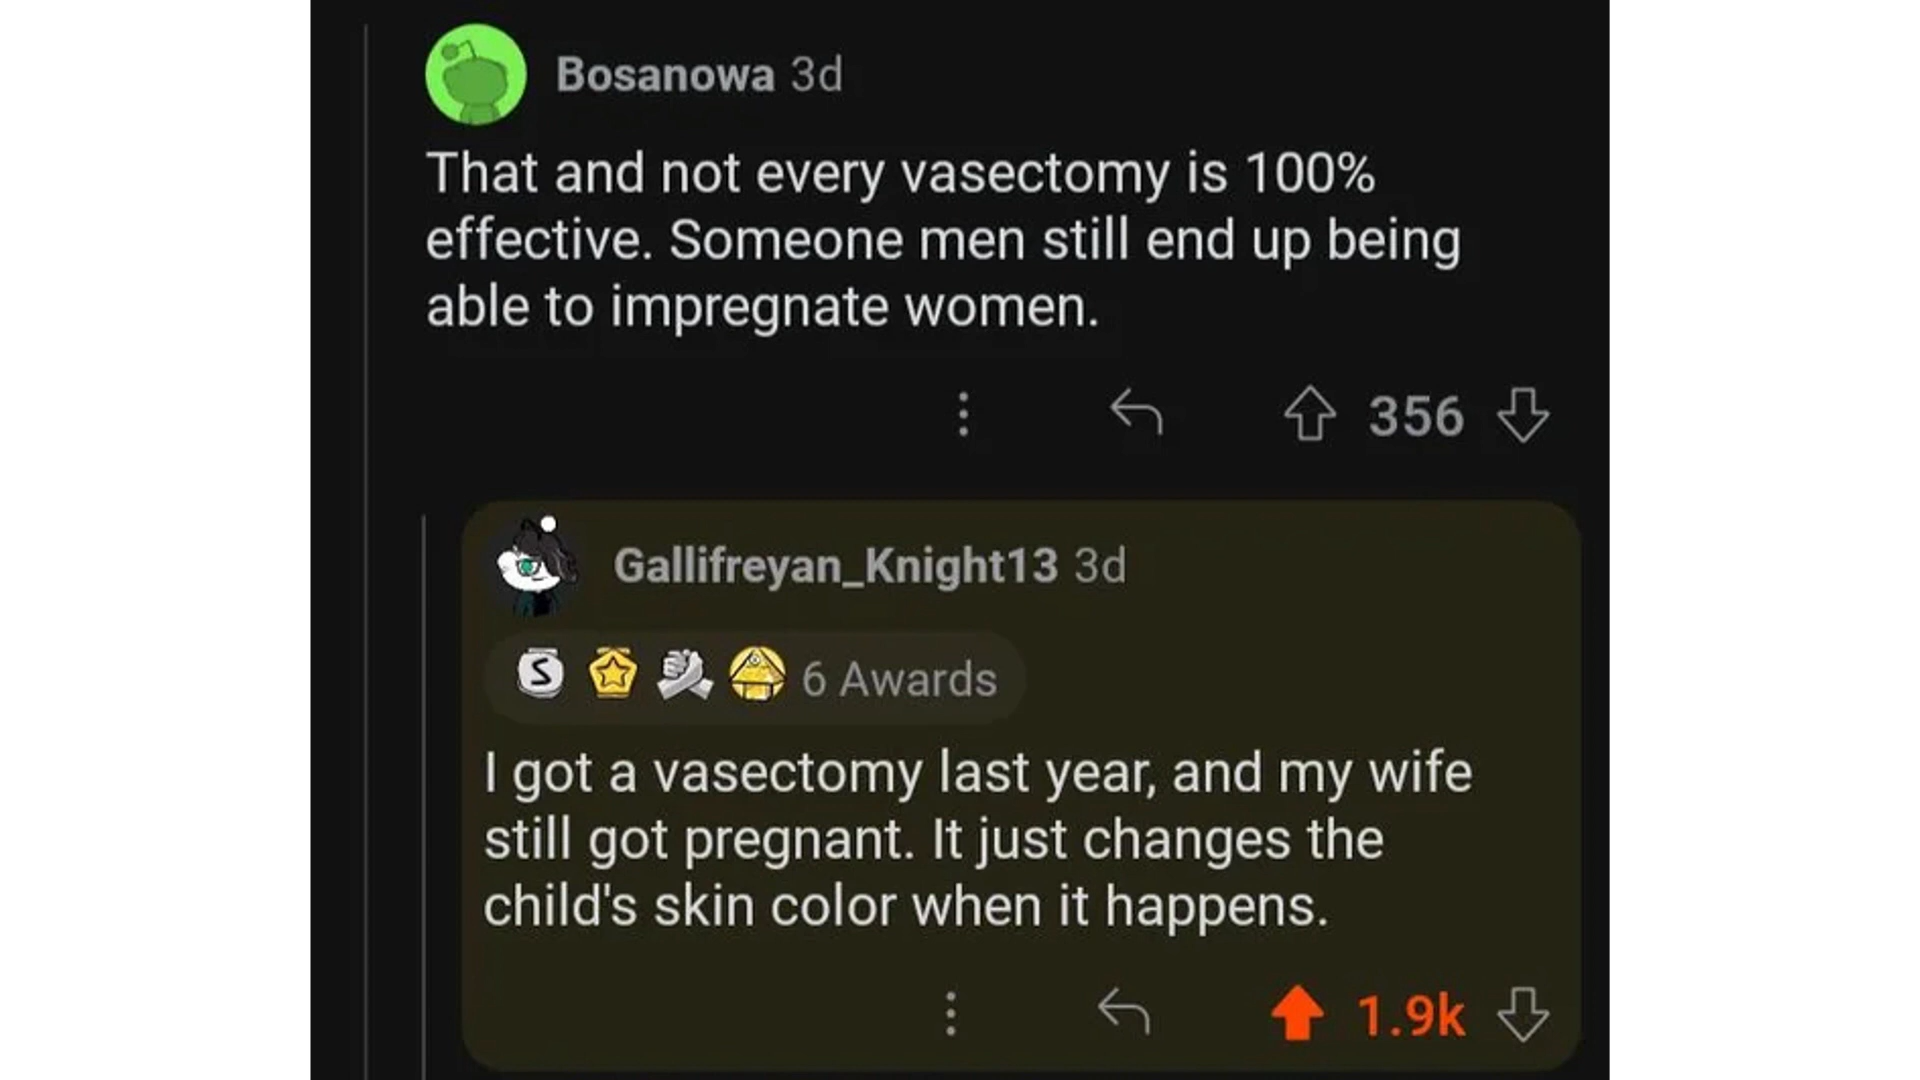 Bosanowa 3d
That and not every vasectomy is 100%
effective. Someone men still end up being
able to impregnate women.
356
Gallifreyan_Knight13 3d
S 6 Awards
I got a vasectomy last year, and my wife
still got pregnant. It just changes the
child's skin color when it happens.
1.9k